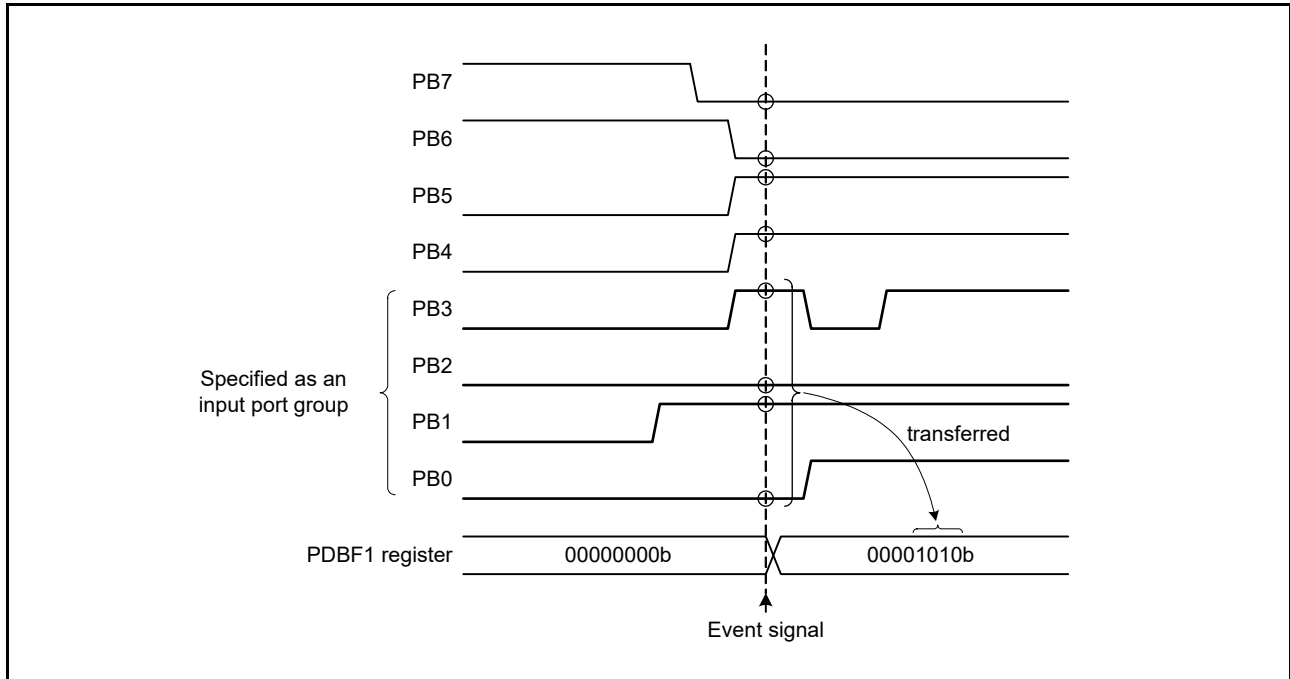 PB7
PB6
PB5
PB4
PB3
PB2
Specified as an
input port group
PB1
transferred
PB0
PDBF1 register
00000000b
00001010b
Event signal